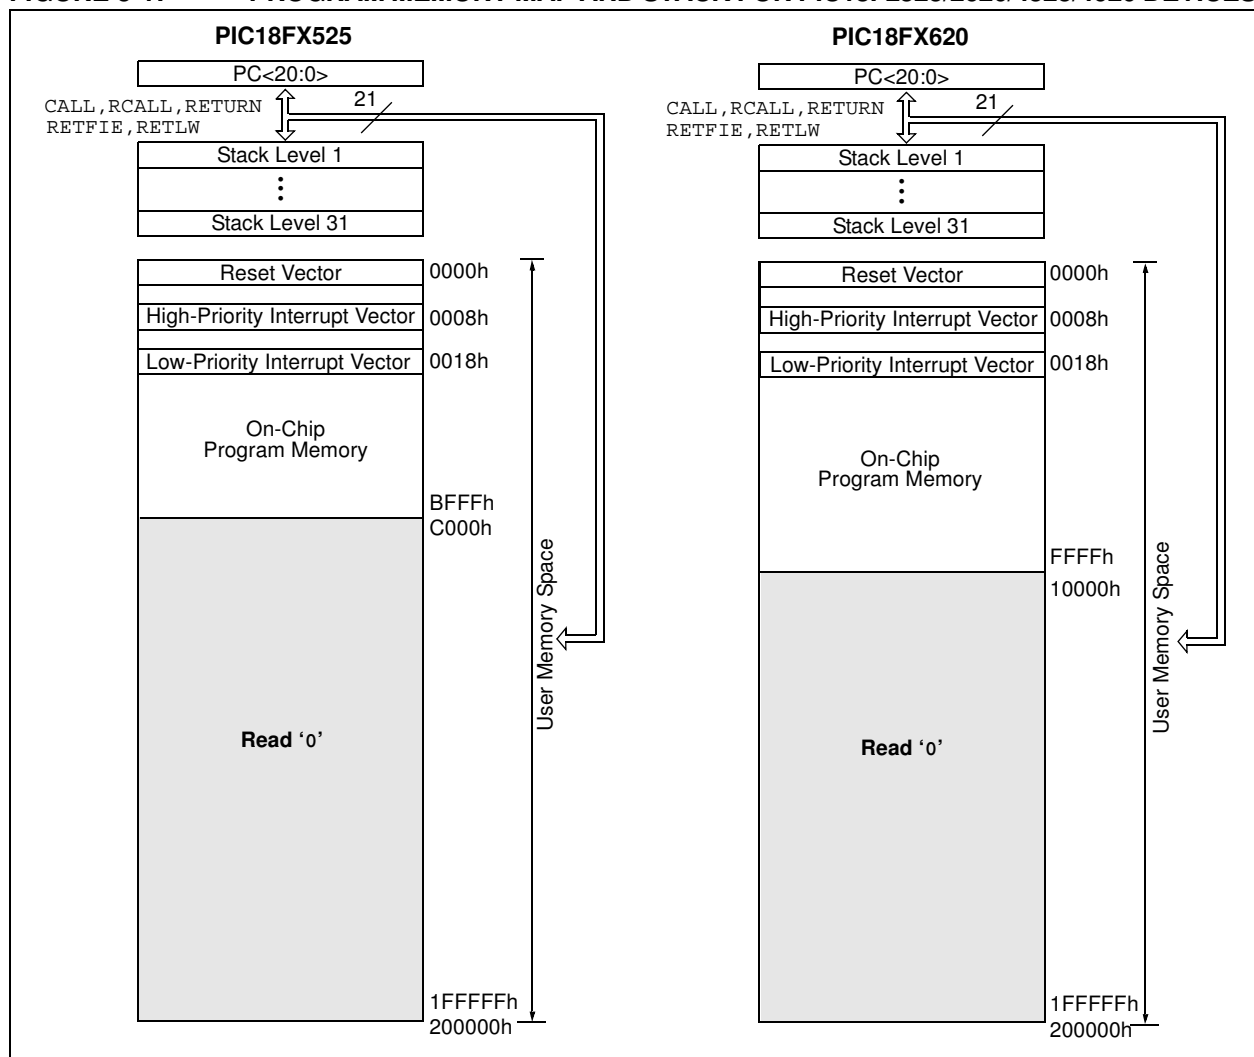 PIC18FX525
PC<20:0>
21
CALL,RCALL,RETURN
RETFIE,RETLW
Stack Level 1
Stack Level 31
Reset Vector
0000h
High-Priority Interrupt Vector
0008h
Low-Priority Interrupt Vector
0018h
On-Chip
Program Memory
BFFFh
C000h
User Memory Space
Read ‘0’
1FFFFFh
200000h
PIC18FX620
PC<20:0>
21
CALL,RCALL,RETURN
RETFIE,RETLW
Stack Level 1
Stack Level 31
Reset Vector
0000h
High-Priority Interrupt Vector
0008h
Low-Priority Interrupt Vector
0018h
On-Chip
Program Memory
FFFFh
10000h
User Memory Space
Read ‘0’
1FFFFFh
200000h